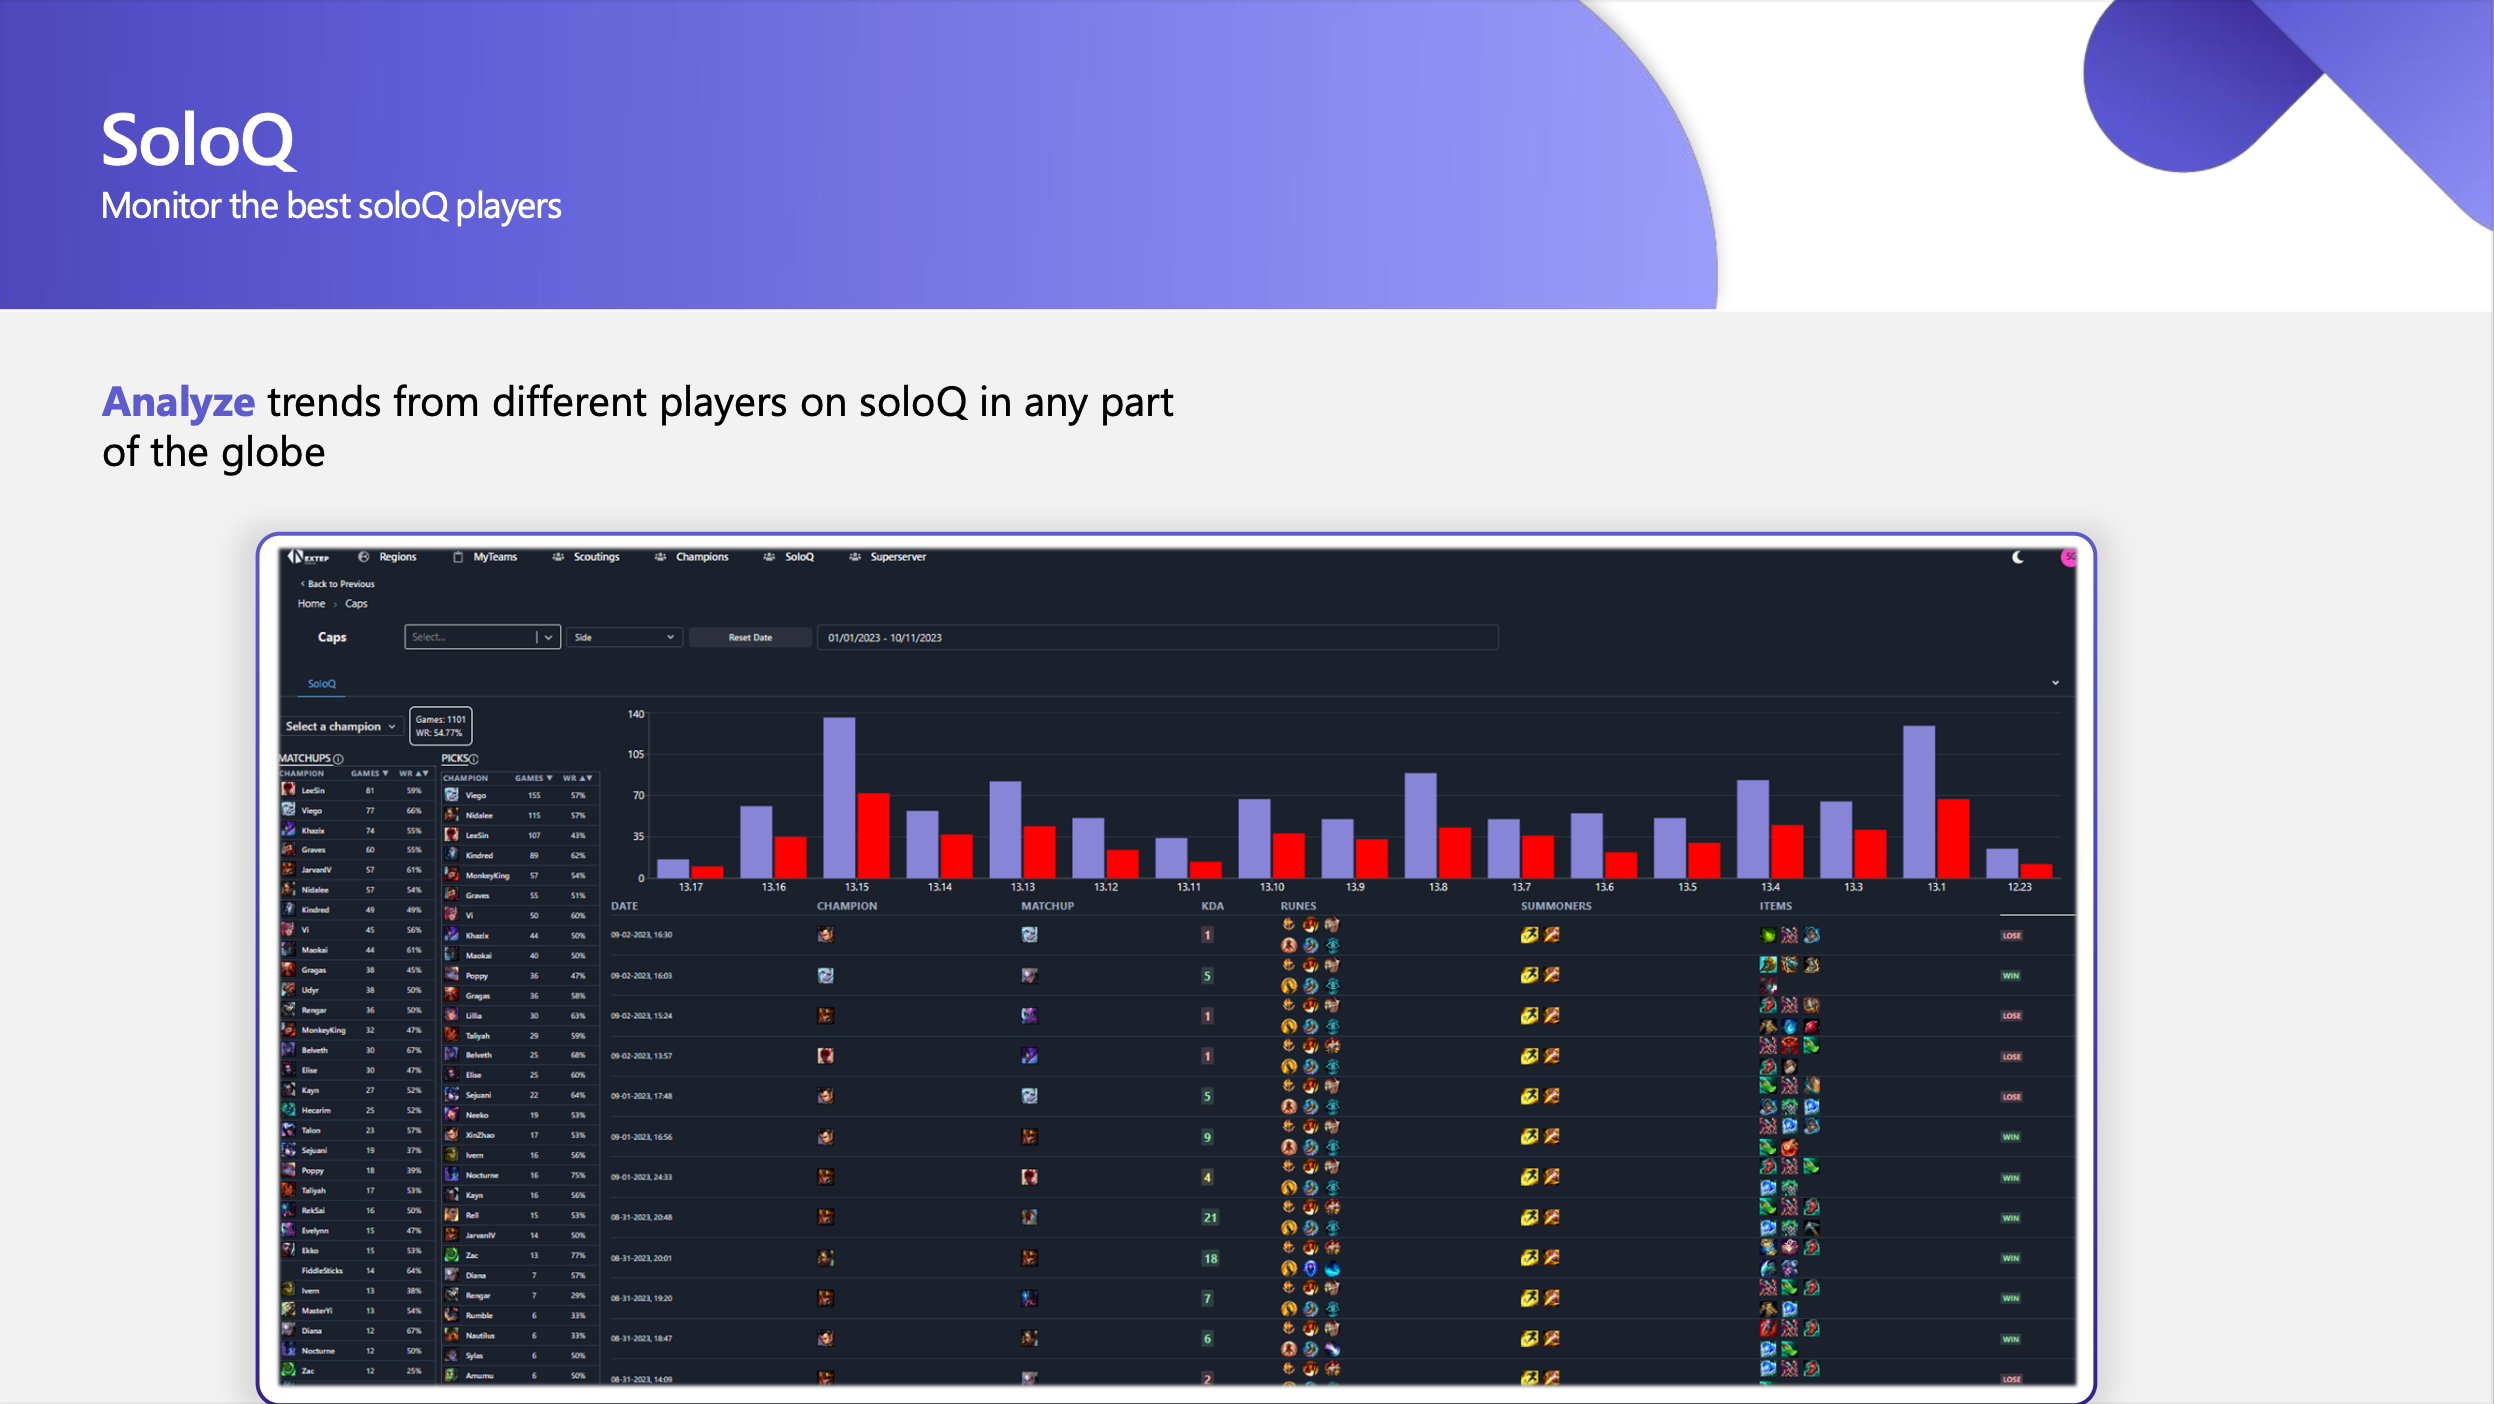 SoloQ
Monitor the best soloQ players
Analyze trends from different players on soloQ in any part
of the globe
NEXTEP Regions MyTeams Scoutings Champions SoloQ Superserver SG
‹ Back to Previous
Home › Caps
Caps Select... Side Reset Date 01/01/2023 - 10/11/2023
SoloQ
Select a champion Games: 1101
WR: 54.77%
MATCHUPS
CHAMPION GAMES ▼ WR ▲▼
LeeSin 81 59%
Viego 77 66%
Khazix 74 55%
Graves 60 55%
JarvanIV 57 61%
Nidalee 57 54%
Kindred 49 49%
Vi 45 56%
Maokai 44 61%
Gragas 38 45%
Udyr 38 50%
Rengar 36 50%
MonkeyKing 32 47%
Belveth 30 67%
Elise 30 47%
Kayn 27 52%
Hecarim 25 52%
Talon 23 57%
Sejuani 19 37%
Poppy 18 39%
Taliyah 17 53%
RekSai 16 50%
Evelynn 15 47%
Ekko 15 53%
FiddleSticks 14 64%
Ivern 13 38%
MasterYi 13 54%
Diana 12 67%
Nocturne 12 50%
Zac 12 25%
PICKS
CHAMPION GAMES ▼ WR ▲▼
Viego 155 57%
Nidalee 115 57%
LeeSin 107 43%
Kindred 89 62%
MonkeyKing 57 54%
Graves 55 51%
Vi 50 60%
Khazix 44 50%
Maokai 40 50%
Poppy 36 47%
Gragas 36 58%
Lillia 30 63%
Taliyah 29 59%
Belveth 25 68%
Elise 25 60%
Sejuani 22 64%
Neeko 19 53%
XinZhao 17 53%
Ivern 16 56%
Nocturne 16 75%
Kayn 16 56%
Rell 15 53%
JarvanIV 14 50%
Zac 13 77%
Diana 7 57%
Rengar 7 29%
Rumble 6 33%
Nautilus 6 33%
Sylas 6 50%
Amumu 6 50%
140
105
70
35
0
13.17 13.16 13.15 13.14 13.13 13.12 13.11 13.10 13.9 13.8 13.7 13.6 13.5 13.4 13.3 13.1 12.23
DATE CHAMPION MATCHUP KDA RUNES SUMMONERS ITEMS
09-02-2023, 16:30 1 LOSE
09-02-2023, 16:03 5 WIN
09-02-2023, 15:24 1 LOSE
09-02-2023, 13:57 1 LOSE
09-01-2023, 17:48 5 LOSE
09-01-2023, 16:56 9 WIN
09-01-2023, 24:33 4 WIN
08-31-2023, 20:48 21 WIN
08-31-2023, 20:01 18 WIN
08-31-2023, 19:20 7 WIN
08-31-2023, 18:47 6 WIN
08-31-2023, 14:09 2 LOSE